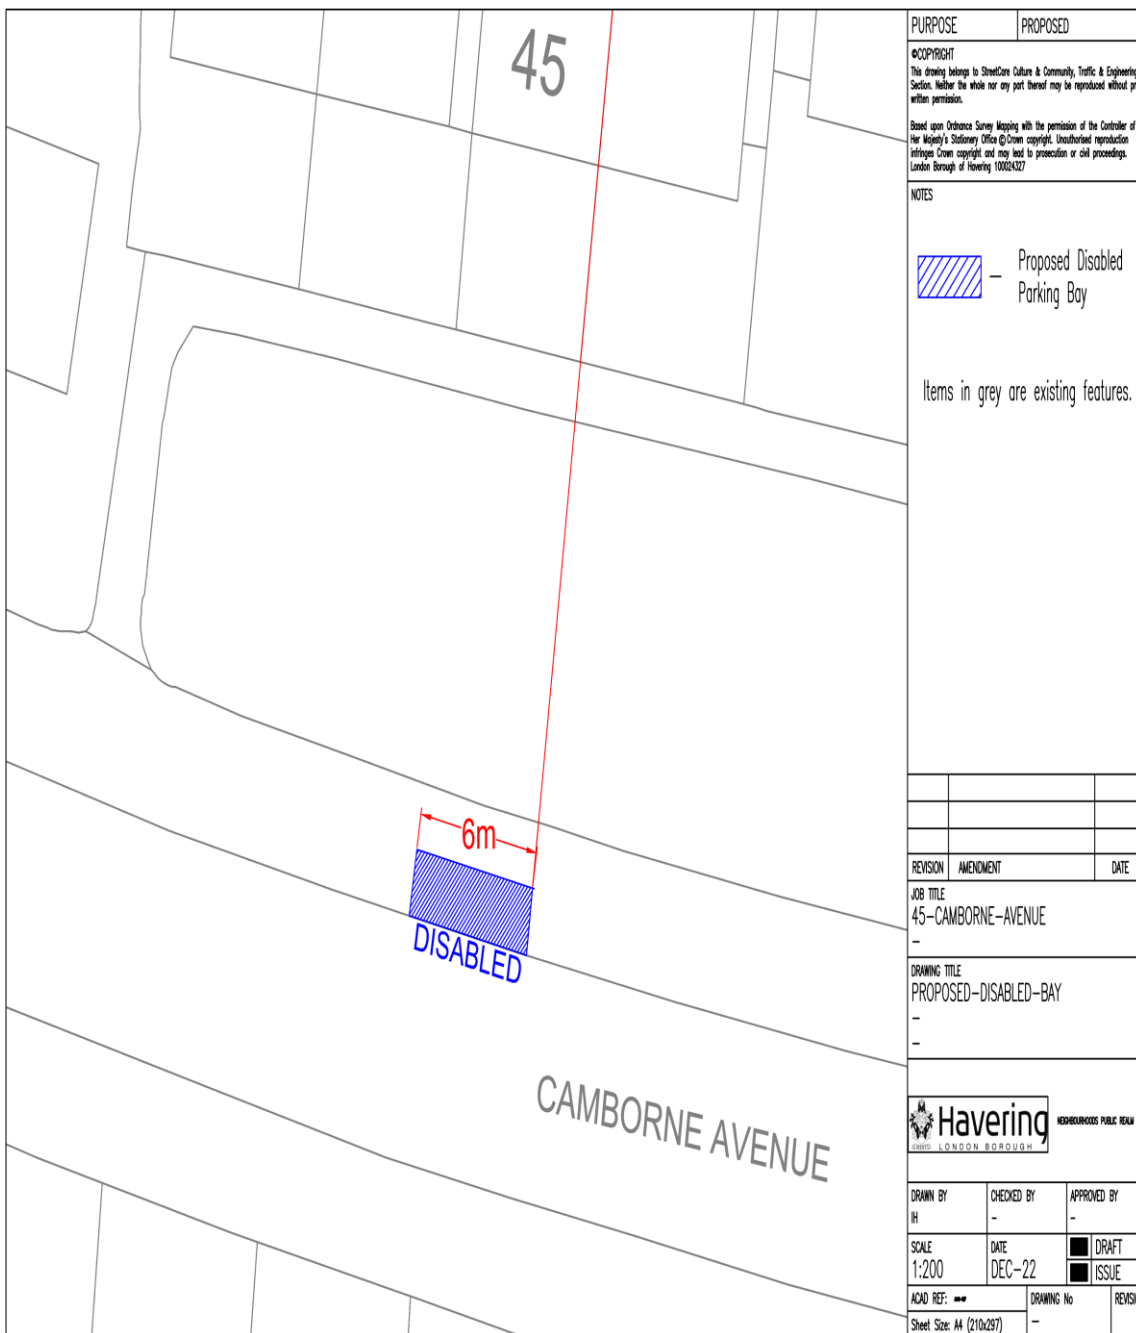 45
6m
DISABLED
CAMBORNE AVENUE
PURPOSE
PROPOSED
©COPYRIGHT
This drawing belongs to StreetCare Culture & Community, Traffic & Engineering
Section. Neither the whole nor any part thereof may be reproduced without pr
written permission.
Based upon Ordnance Survey Mapping with the permission of the Controller of
Her Majesty's Stationery Office © Crown copyright. Unauthorised reproduction
infringes Crown copyright and may lead to prosecution or civil proceedings.
London Borough of Havering 100024327
NOTES
– Proposed Disabled
Parking Bay
Items in grey are existing features.
REVISION AMENDMENT DATE
JOB TITLE
45-CAMBORNE-AVENUE
-
DRAWING TITLE
PROPOSED-DISABLED-BAY
-
-
Havering
LONDON BOROUGH
NEIGHBOURHOODS PUBLIC REALM
DRAWN BY CHECKED BY APPROVED BY
IH - -
SCALE DATE DRAFT
1:200 DEC-22 ISSUE
ACAD REF: DRAWING No REVISI
Sheet Size: A4 (210x297) -